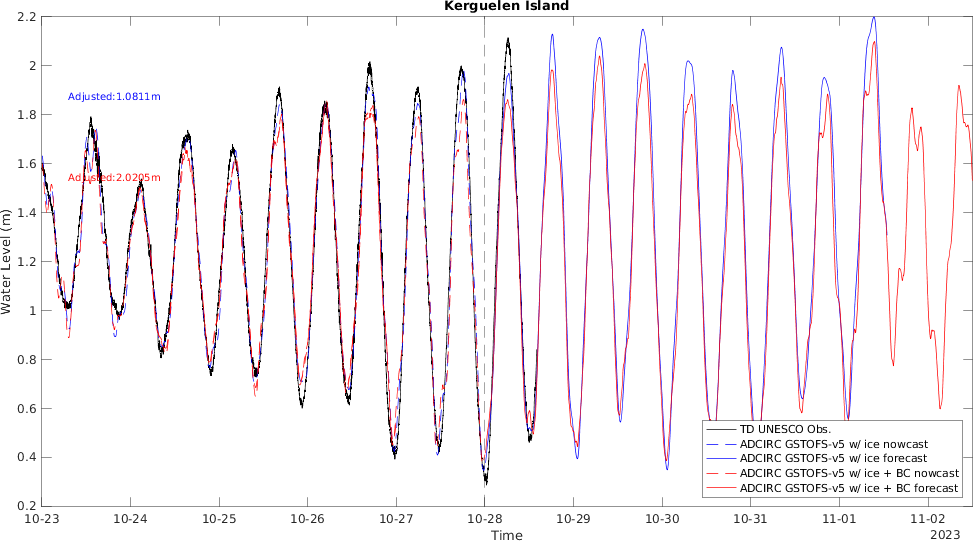 Kerguelen Island
2.2
2
1.8
1.6
1.4
1.2
1
0.8
0.6
0.4
0.2
Water Level (m)
Adjusted:1.0811m
Adjusted:2.0205m
TD UNESCO Obs.
ADCIRC GSTOFS-v5 w/ ice nowcast
ADCIRC GSTOFS-v5 w/ ice forecast
ADCIRC GSTOFS-v5 w/ ice + BC nowcast
ADCIRC GSTOFS-v5 w/ ice + BC forecast
10-23 10-24 10-25 10-26 10-27 10-28 10-29 10-30 10-31 11-01 11-02
Time 2023